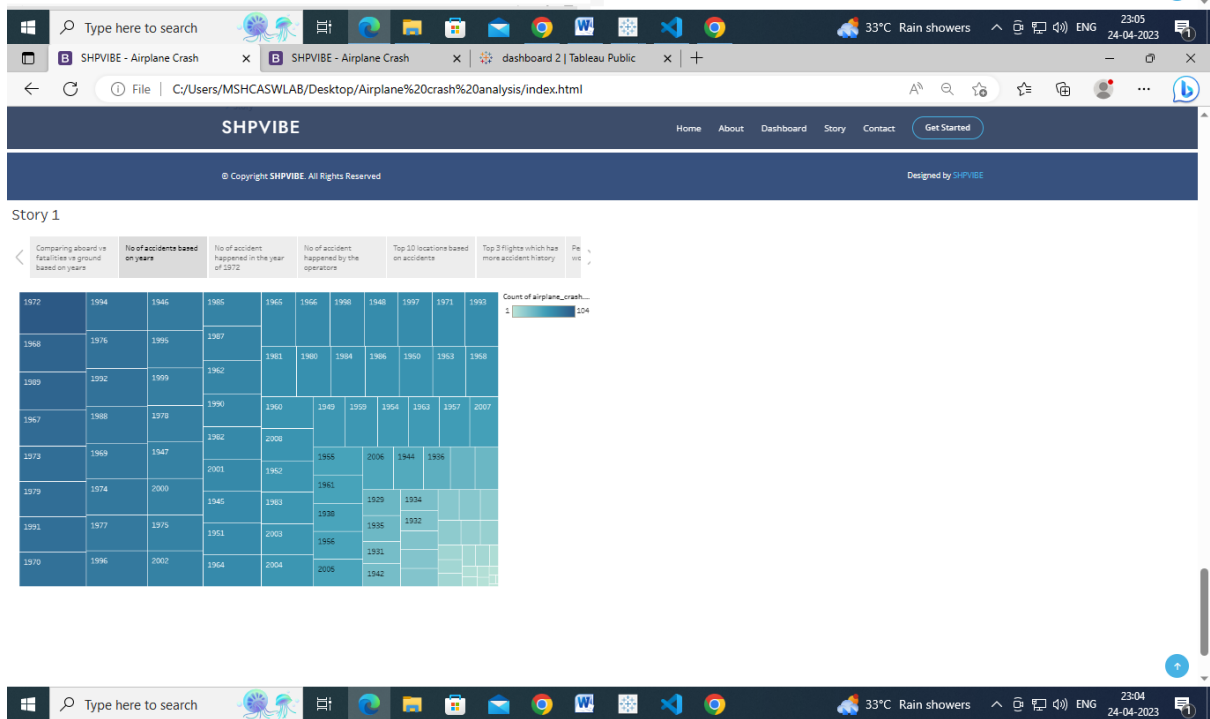 Type here to search
33°C Rain showers
ENG
23:05
24-04-2023
SHPVIBE - Airplane Crash
SHPVIBE - Airplane Crash
dashboard 2 | Tableau Public
File
C:/Users/MSHCASWLAB/Desktop/Airplane%20crash%20analysis/index.html
SHPVIBE
Home About Dashboard Story Contact Get Started
© Copyright SHPVIBE. All Rights Reserved
Designed by SHPVIBE
Story 1
Comparing aboard vs
fatalities vs ground
based on years
No of accidents based
on years
No of accident
happened in the year
of 1972
No of accident
happened by the
operators
Top 10 locations based
on accidents
Top 3 flights which has
more accident history
Count of airplane_crash....
1 104
1972 1994 1946 1985 1965 1966 1998 1948 1997 1971 1993
1968 1976 1995 1987
1981 1980 1984 1986 1950 1953 1958
1989 1992 1999 1962
1967 1988 1978 1990 1960 1949 1959 1954 1963 1957 2007
1982 2008
1973 1969 1947 1955 2006 1944 1936
2001 1952
1979 1974 2000 1961
1945 1983 1929 1934
1938
1991 1977 1975 1951 2003 1935 1932
1956
1931
1970 1996 2002 1964 2004 2005 1942
Type here to search
33°C Rain showers
ENG
23:04
24-04-2023